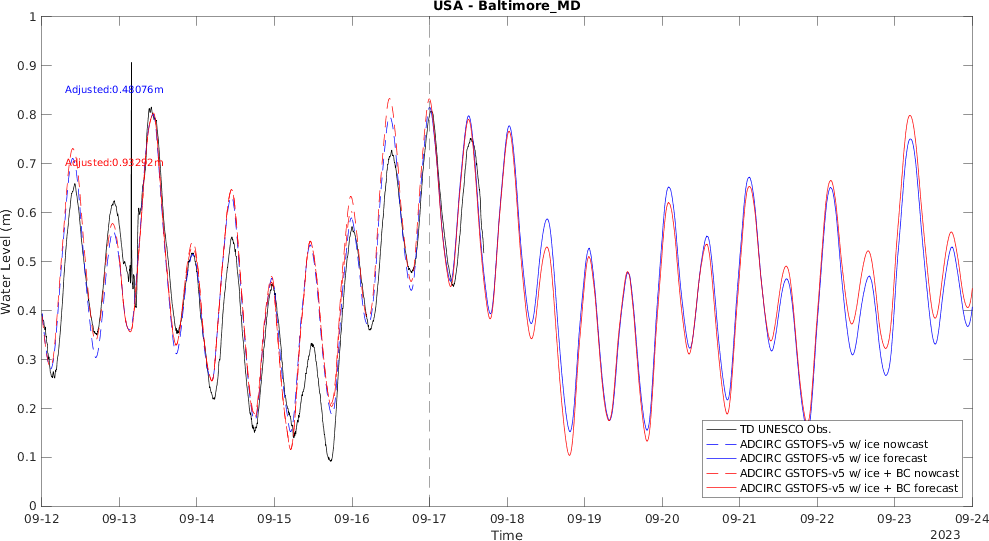 USA - Baltimore_MD
1
0.9
0.8
0.7
0.6
0.5
0.4
0.3
0.2
0.1
0
Water Level (m)
Adjusted:0.48076m
Adjusted:0.93292m
TD UNESCO Obs.
ADCIRC GSTOFS-v5 w/ ice nowcast
ADCIRC GSTOFS-v5 w/ ice forecast
ADCIRC GSTOFS-v5 w/ ice + BC nowcast
ADCIRC GSTOFS-v5 w/ ice + BC forecast
09-12 09-13 09-14 09-15 09-16 09-17 09-18 09-19 09-20 09-21 09-22 09-23 09-24
Time
2023